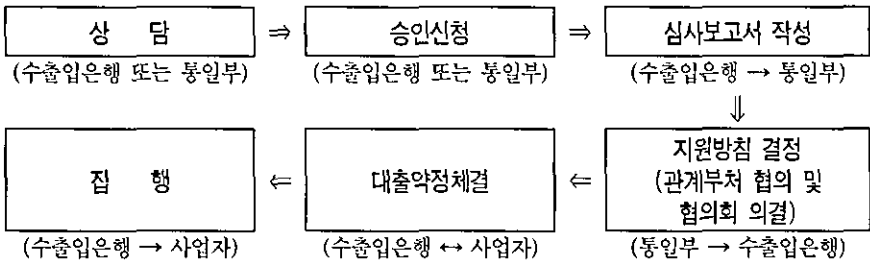 상 담 ⇒ 승인신청 ⇒ 심사보고서 작성
(수출입은행 또는 통일부) (수출입은행 또는 통일부) (수출입은행 → 통일부)
⇓
집 행 ⇐ 대출약정체결 ⇐ 지원방침 결정
(관계부처 협의 및
협의회 의결)
(수출입은행 → 사업자) (수출입은행 ↔ 사업자) (통일부 → 수출입은행)